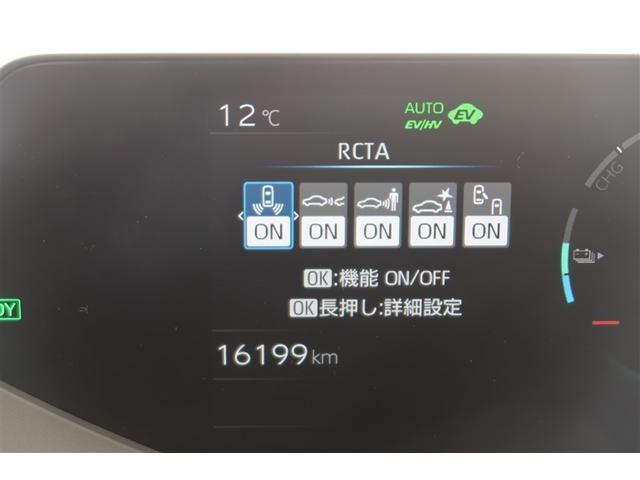 12℃
AUTO
EV/HV EV
RCTA
ON ON ON ON ON
OK:機能 ON/OFF
OK長押し:詳細設定
16199km
CHG